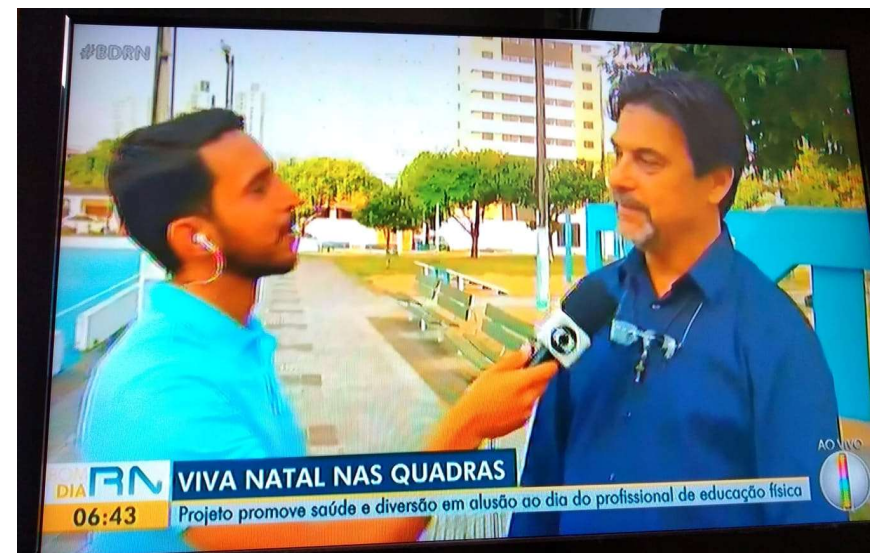 #BDRN
AO VIVO
BOM
DIA RN
VIVA NATAL NAS QUADRAS
06:43
Projeto promove saúde e diversão em alusão ao dia do profissional de educação física